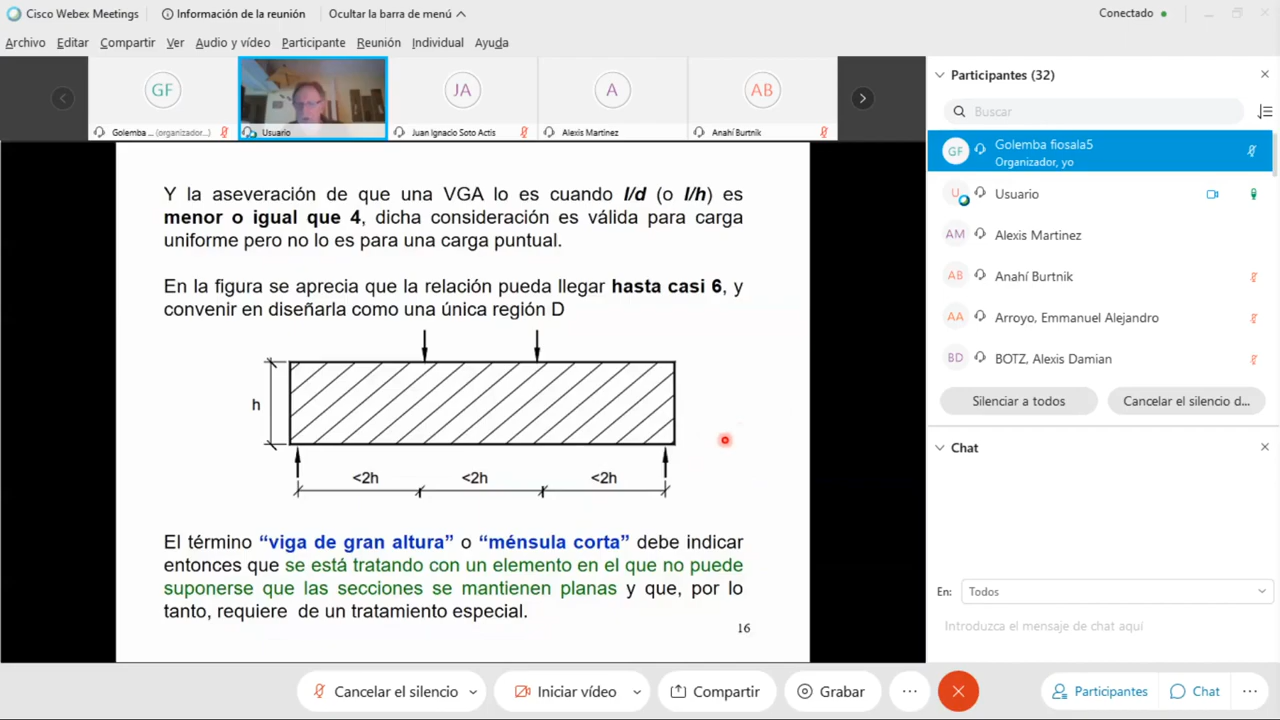 Cisco Webex Meetings
Información de la reunión
Ocultar la barra de menú
Conectado
Archivo Editar Compartir Ver Audio y vídeo Participante Reunión Individual Ayuda
GF
JA
A
AB
Golemba ... (organizador...)
Usuario
Juan Ignacio Soto Actis
Alexis Martinez
Anahí Burtnik
Y la aseveración de que una VGA lo es cuando l/d (o l/h) es
menor o igual que 4, dicha consideración es válida para carga
uniforme pero no lo es para una carga puntual.
En la figura se aprecia que la relación pueda llegar hasta casi 6, y
convenir en diseñarla como una única región D
h
<2h <2h <2h
El término “viga de gran altura” o “ménsula corta” debe indicar
entonces que se está tratando con un elemento en el que no puede
suponerse que las secciones se mantienen planas y que, por lo
tanto, requiere de un tratamiento especial.
16
Participantes (32)
Buscar
GF
Golemba fiosala5
Organizador, yo
U
Usuario
AM
Alexis Martinez
AB
Anahí Burtnik
AA
Arroyo, Emmanuel Alejandro
BD
BOTZ, Alexis Damian
Silenciar a todos
Cancelar el silencio d...
Chat
En:
Todos
Introduzca el mensaje de chat aquí
Cancelar el silencio
Iniciar vídeo
Compartir
Grabar
Participantes
Chat